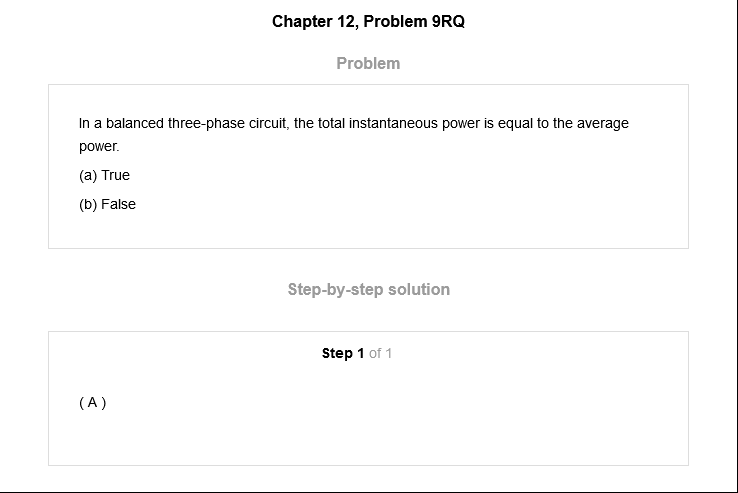 Chapter 12, Problem 9RQ
Problem
In a balanced three-phase circuit, the total instantaneous power is equal to the average
power.
(a) True
(b) False
Step-by-step solution
Step 1 of 1
( A )